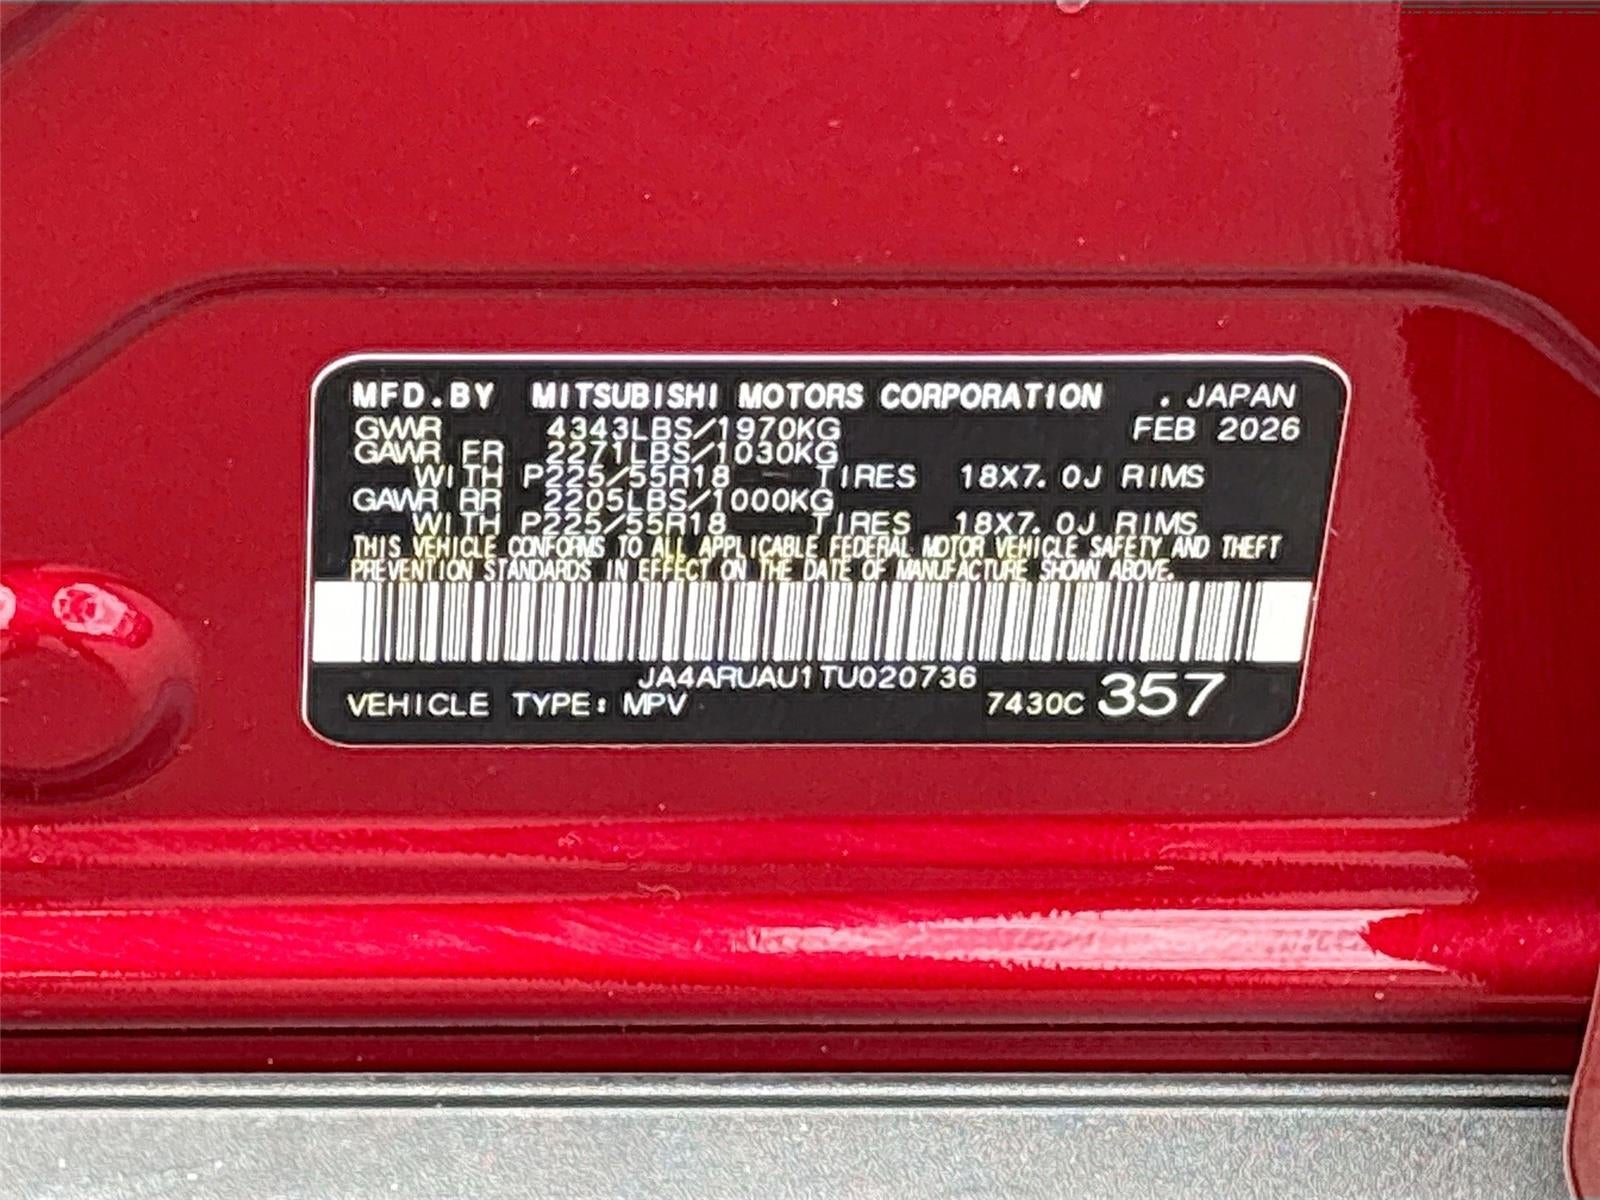 MFD.BY MITSUBISHI MOTORS CORPORATION . JAPAN
GVWR 4343LBS/1970KG FEB 2026
GAWR FR 2271LBS/1030KG
WITH P225/55R18 TIRES 18X7.0J RIMS
GAWR RR 2205LBS/1000KG
WITH P225/55R18 TIRES 18X7.0J RIMS
THIS VEHICLE CONFORMS TO ALL APPLICABLE FEDERAL MOTOR VEHICLE SAFETY AND THEFT
PREVENTION STANDARDS IN EFFECT ON THE DATE OF MANUFACTURE SHOWN ABOVE.
JA4ARUAU1TU020736
VEHICLE TYPE: MPV 7430C 357